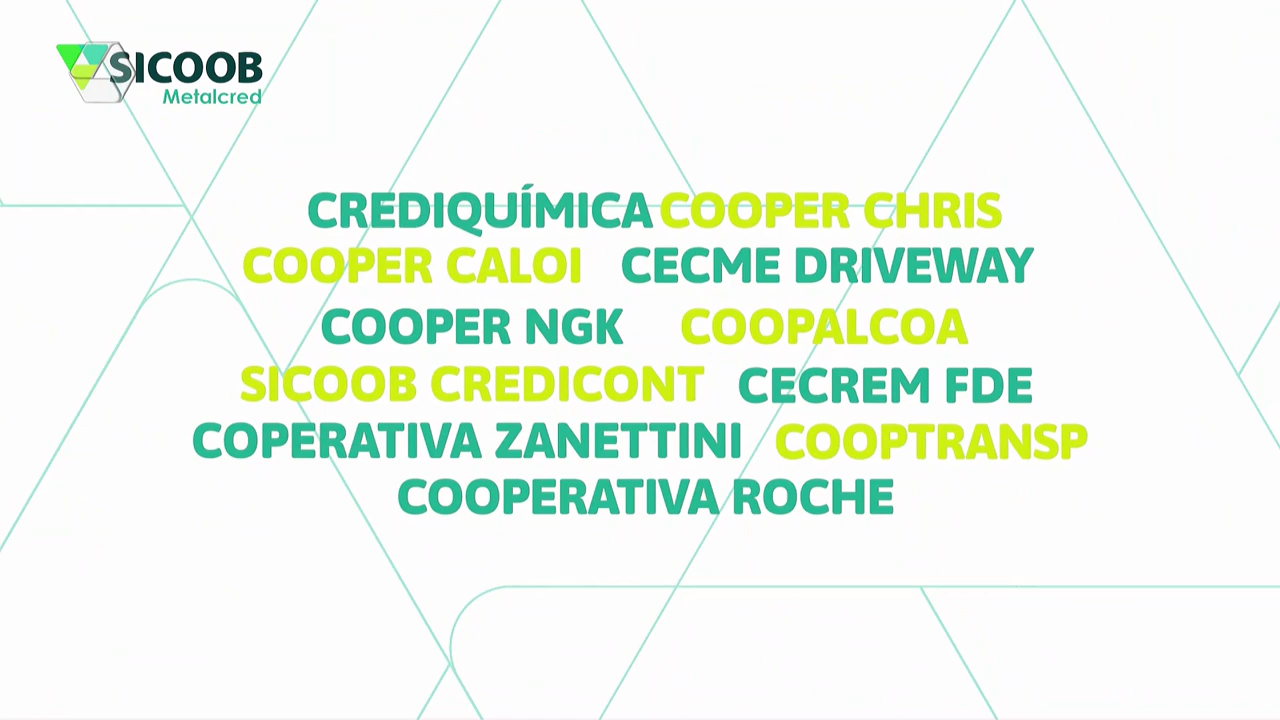 SICOOB
Metalcred
CREDIQUÍMICA COOPER CHRIS
COOPER CALOI CECME DRIVEWAY
COOPER NGK COOPALCOA
SICOOB CREDICONT CECREM FDE
COPERATIVA ZANETTINI COOPTRANSP
COOPERATIVA ROCHE